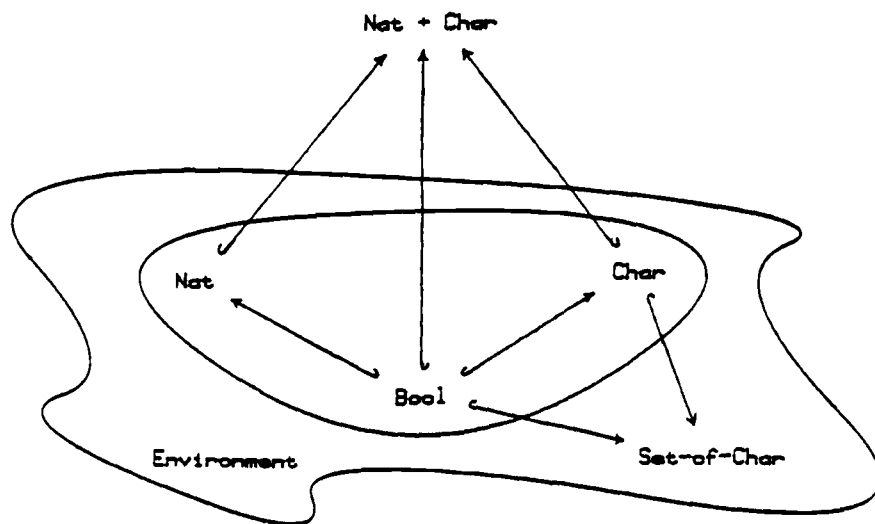 Nat + Char
Nat
Char
Bool
Environment
Set-of-Char